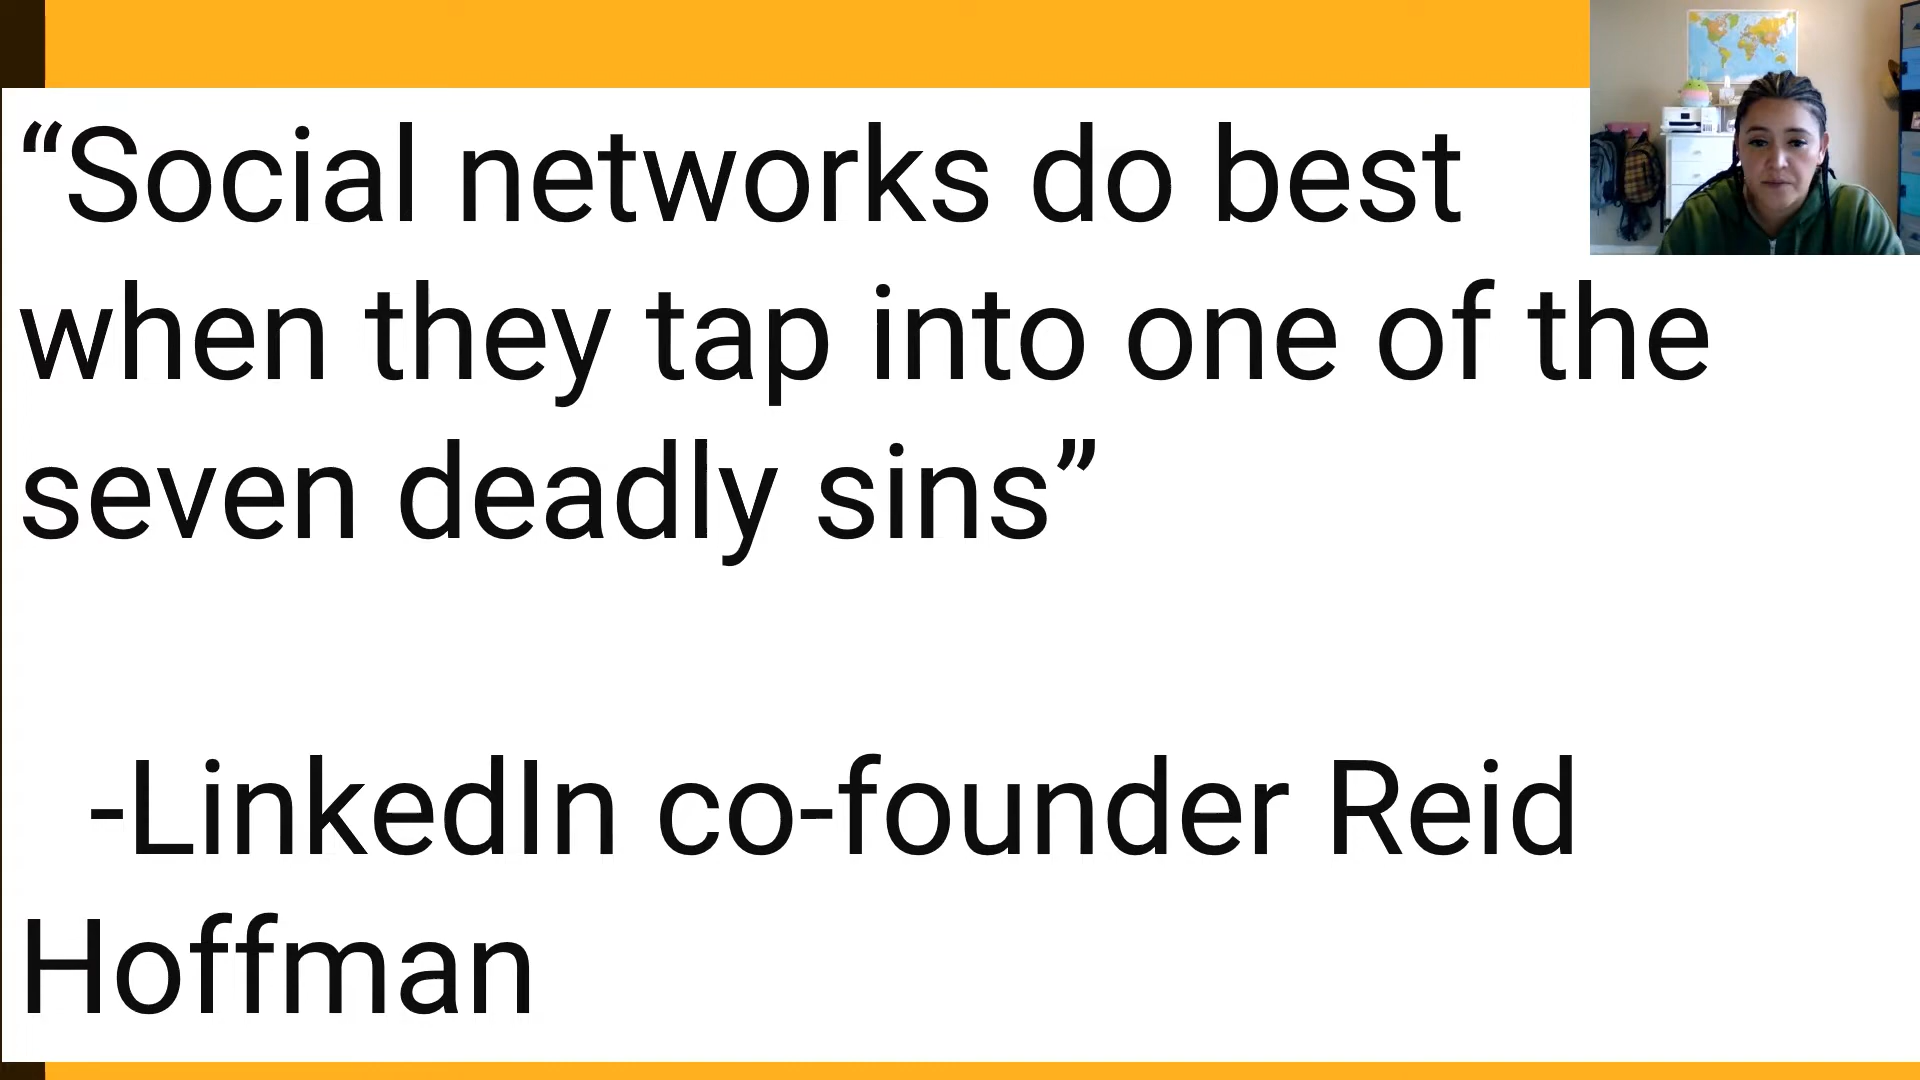 “Social networks do best
when they tap into one of the
seven deadly sins”
-LinkedIn co-founder Reid
Hoffman